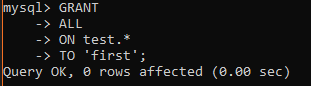 mysql> GRANT
    -> ALL
    -> ON test.*
    -> TO 'first';
Query OK, 0 rows affected (0.00 sec)